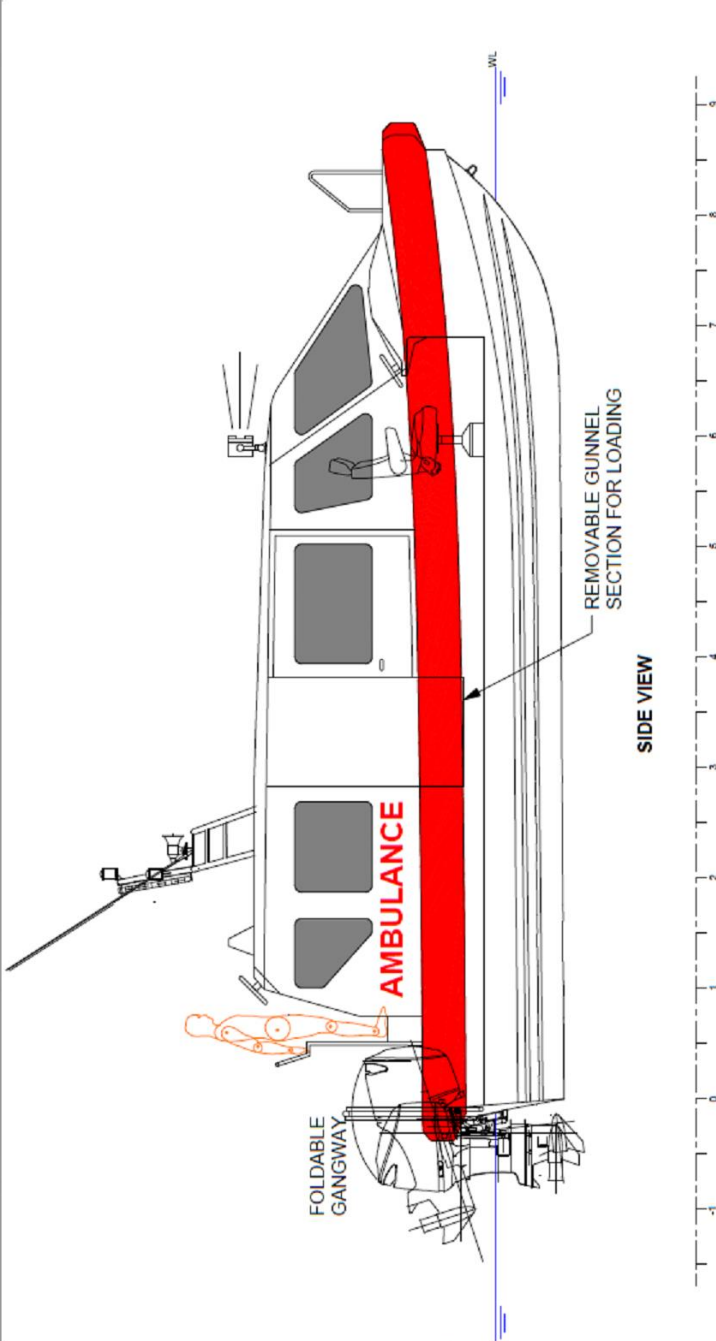 WL
FOLDABLE
GANGWAY
AMBULANCE
REMOVABLE GUNNEL
SECTION FOR LOADING
SIDE VIEW
-1 0 1 2 3 4 5 6 7 8 9